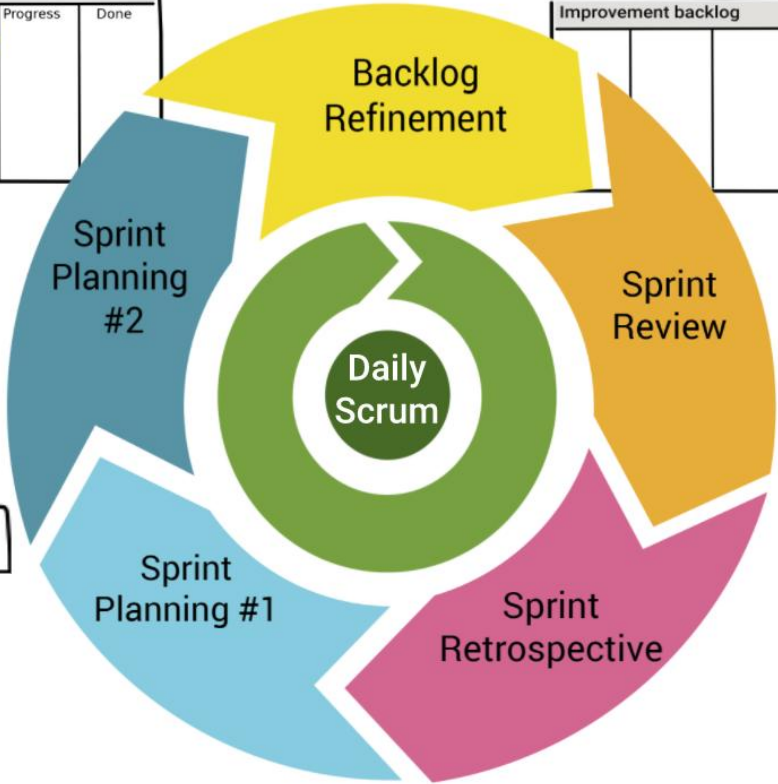 Progress
Done
Improvement backlog
Backlog
Refinement
Sprint
Planning
#2
Sprint
Review
Daily
Scrum
Sprint
Planning #1
Sprint
Retrospective